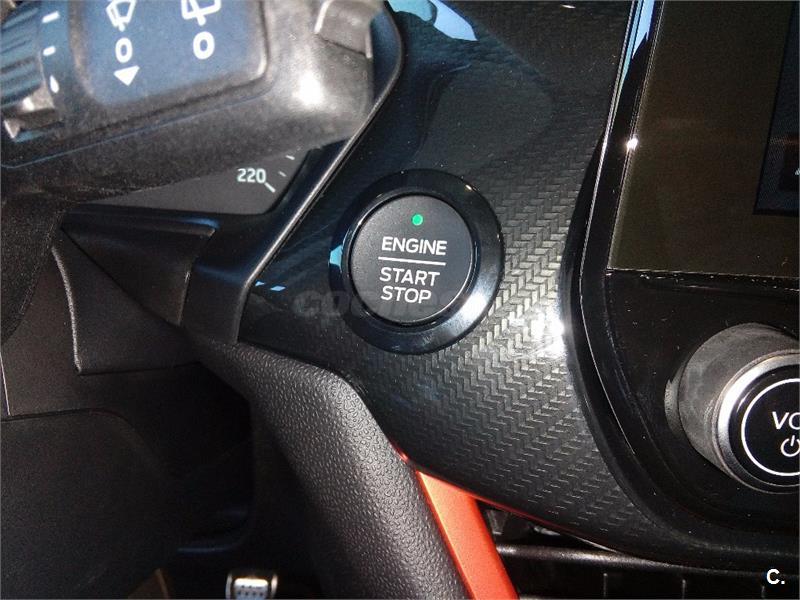 220
ENGINE
START
STOP
VO
C.